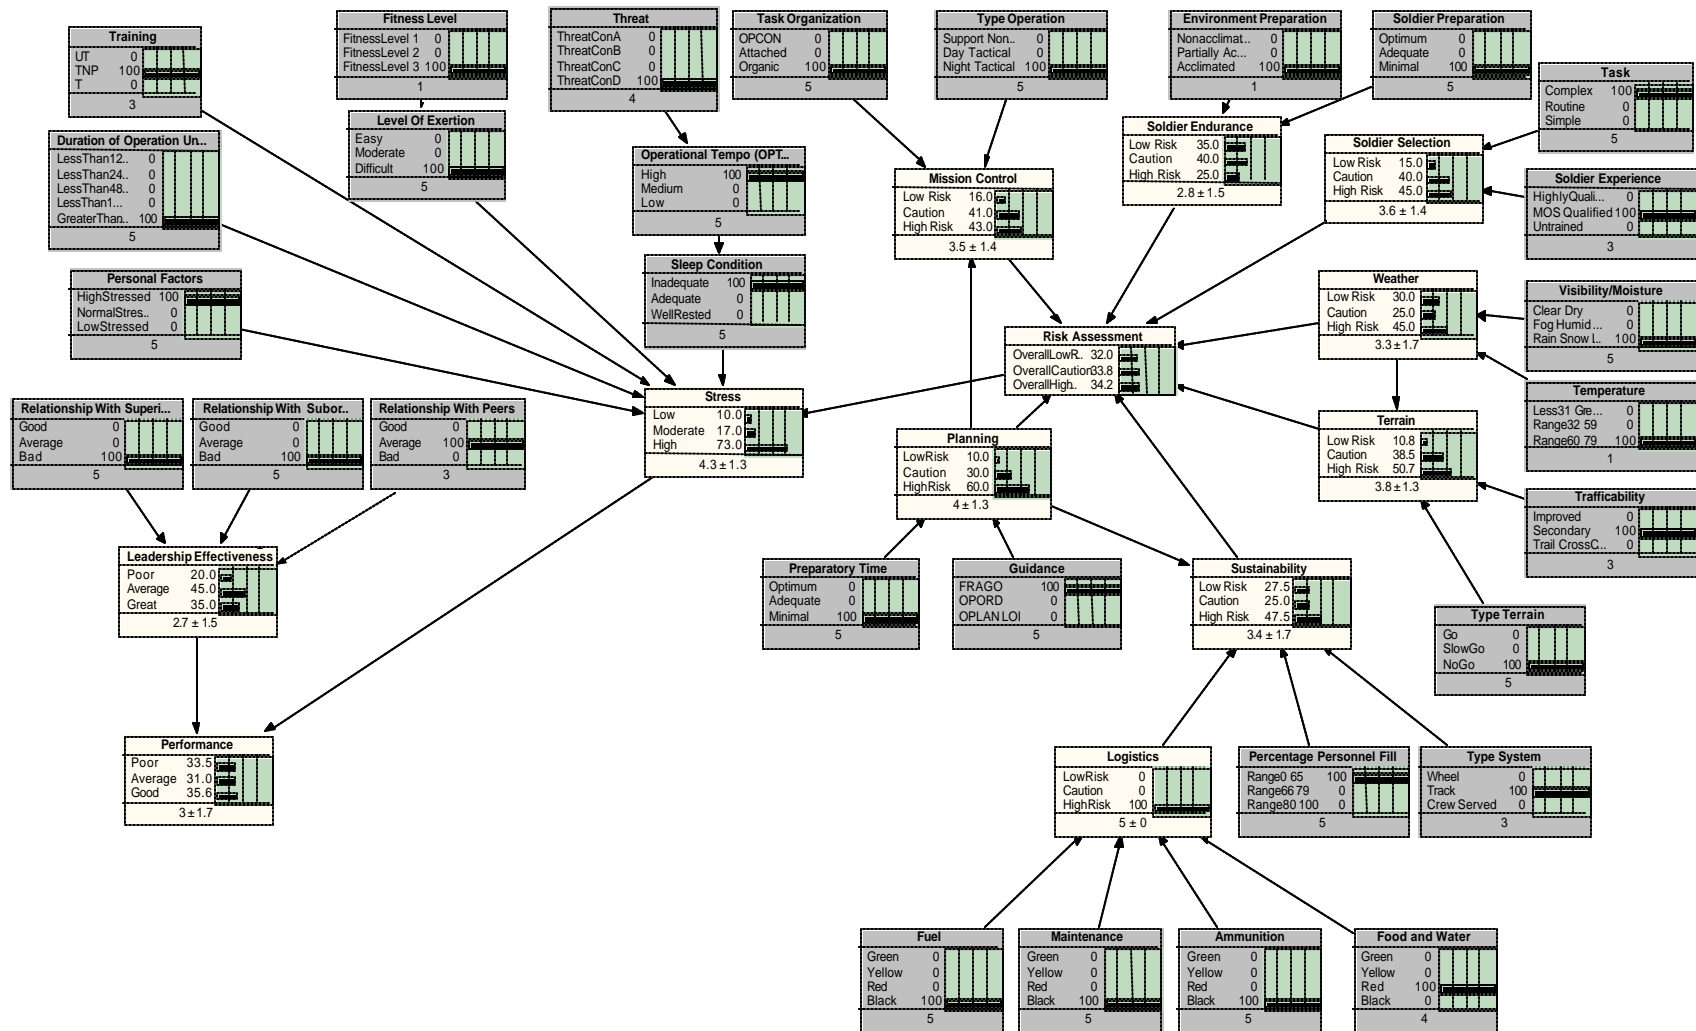 Training
UT 0
TNP 100
T 0
3
Fitness Level
FitnessLevel 1 0
FitnessLevel 2 0
FitnessLevel 3 100
1
Threat
ThreatConA 0
ThreatConB 0
ThreatConC 0
ThreatConD 100
4
Task Organization
OPCON 0
Attached 0
Organic 100
5
Type Operation
Support Non.. 0
Day Tactical 0
Night Tactical 100
5
Environment Preparation
Nonacclimat... 0
Partially Ac... 0
Acclimated 100
1
Soldier Preparation
Optimum 0
Adequate 0
Minimal 100
5
Task
Complex 100
Routine 0
Simple 0
5
Duration of Operation Un...
LessThan12.. 0
LessThan24.. 0
LessThan48.. 0
LessThan1... 0
GreaterThan.. 100
5
Level Of Exertion
Easy 0
Moderate 0
Difficult 100
5
Operational Tempo (OPT...
High 100
Medium 0
Low 0
5
Mission Control
Low Risk 16.0
Caution 41.0
High Risk 43.0
3.5 ± 1.4
Soldier Endurance
Low Risk 35.0
Caution 40.0
High Risk 25.0
2.8 ± 1.5
Soldier Selection
Low Risk 15.0
Caution 40.0
High Risk 45.0
3.6 ± 1.4
Soldier Experience
HighlyQuali... 0
MOS Qualified 100
Untrained 0
3
Personal Factors
HighStressed 100
NormalStres.. 0
LowStressed 0
5
Sleep Condition
Inadequate 100
Adequate 0
WellRested 0
5
Weather
Low Risk 30.0
Caution 25.0
High Risk 45.0
3.3 ± 1.7
Visibility/Moisture
Clear Dry 0
Fog Humid ... 0
Rain Snow I.. 100
5
Risk Assessment
OverallLowR.. 32.0
OverallCaution 33.8
OverallHigh.. 34.2
Temperature
Less31 Gre... 0
Range32 59 0
Range60 79 100
1
Relationship With Superi...
Good 0
Average 0
Bad 100
5
Relationship With Subor..
Good 0
Average 0
Bad 100
5
Relationship With Peers
Good 0
Average 100
Bad 0
3
Stress
Low 10.0
Moderate 17.0
High 73.0
4.3 ± 1.3
Planning
LowRisk 10.0
Caution 30.0
HighRisk 60.0
4 ± 1.3
Terrain
Low Risk 10.8
Caution 38.5
High Risk 50.7
3.8 ± 1.3
Trafficability
Improved 0
Secondary 100
Trail CrossC.. 0
3
Leadership Effectiveness
Poor 20.0
Average 45.0
Great 35.0
2.7 ± 1.5
Preparatory Time
Optimum 0
Adequate 0
Minimal 100
5
Guidance
FRAGO 100
OPORD 0
OPLAN LOI 0
5
Sustainability
Low Risk 27.5
Caution 25.0
High Risk 47.5
3.4 ± 1.7
Type Terrain
Go 0
SlowGo 0
NoGo 100
5
Performance
Poor 33.5
Average 31.0
Good 35.6
3 ± 1.7
Logistics
LowRisk 0
Caution 0
HighRisk 100
5 ± 0
Percentage Personnel Fill
Range0 65 100
Range66 79 0
Range80 100 0
5
Type System
Wheel 0
Track 100
Crew Served 0
3
Fuel
Green 0
Yellow 0
Red 0
Black 100
5
Maintenance
Green 0
Yellow 0
Red 0
Black 100
5
Ammunition
Green 0
Yellow 0
Red 0
Black 100
5
Food and Water
Green 0
Yellow 0
Red 100
Black 0
4